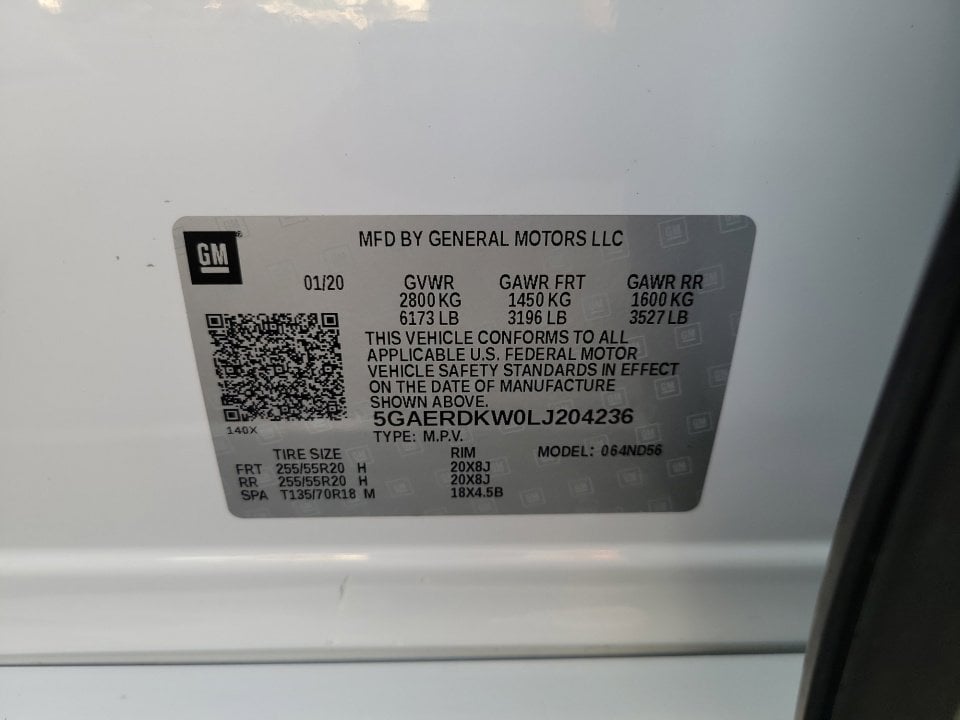 GM
MFD BY GENERAL MOTORS LLC
01/20 GVWR GAWR FRT GAWR RR
2800 KG 1450 KG 1600 KG
6173 LB 3196 LB 3527 LB
THIS VEHICLE CONFORMS TO ALL
APPLICABLE U.S. FEDERAL MOTOR
VEHICLE SAFETY STANDARDS IN EFFECT
ON THE DATE OF MANUFACTURE
SHOWN ABOVE.
5GAERDKW0LJ204236
140X
TYPE: M.P.V.
TIRE SIZE RIM MODEL: 064ND56
FRT 255/55R20 H 20X8J
RR 255/55R20 H 20X8J
SPA T135/70R18 M 18X4.5B